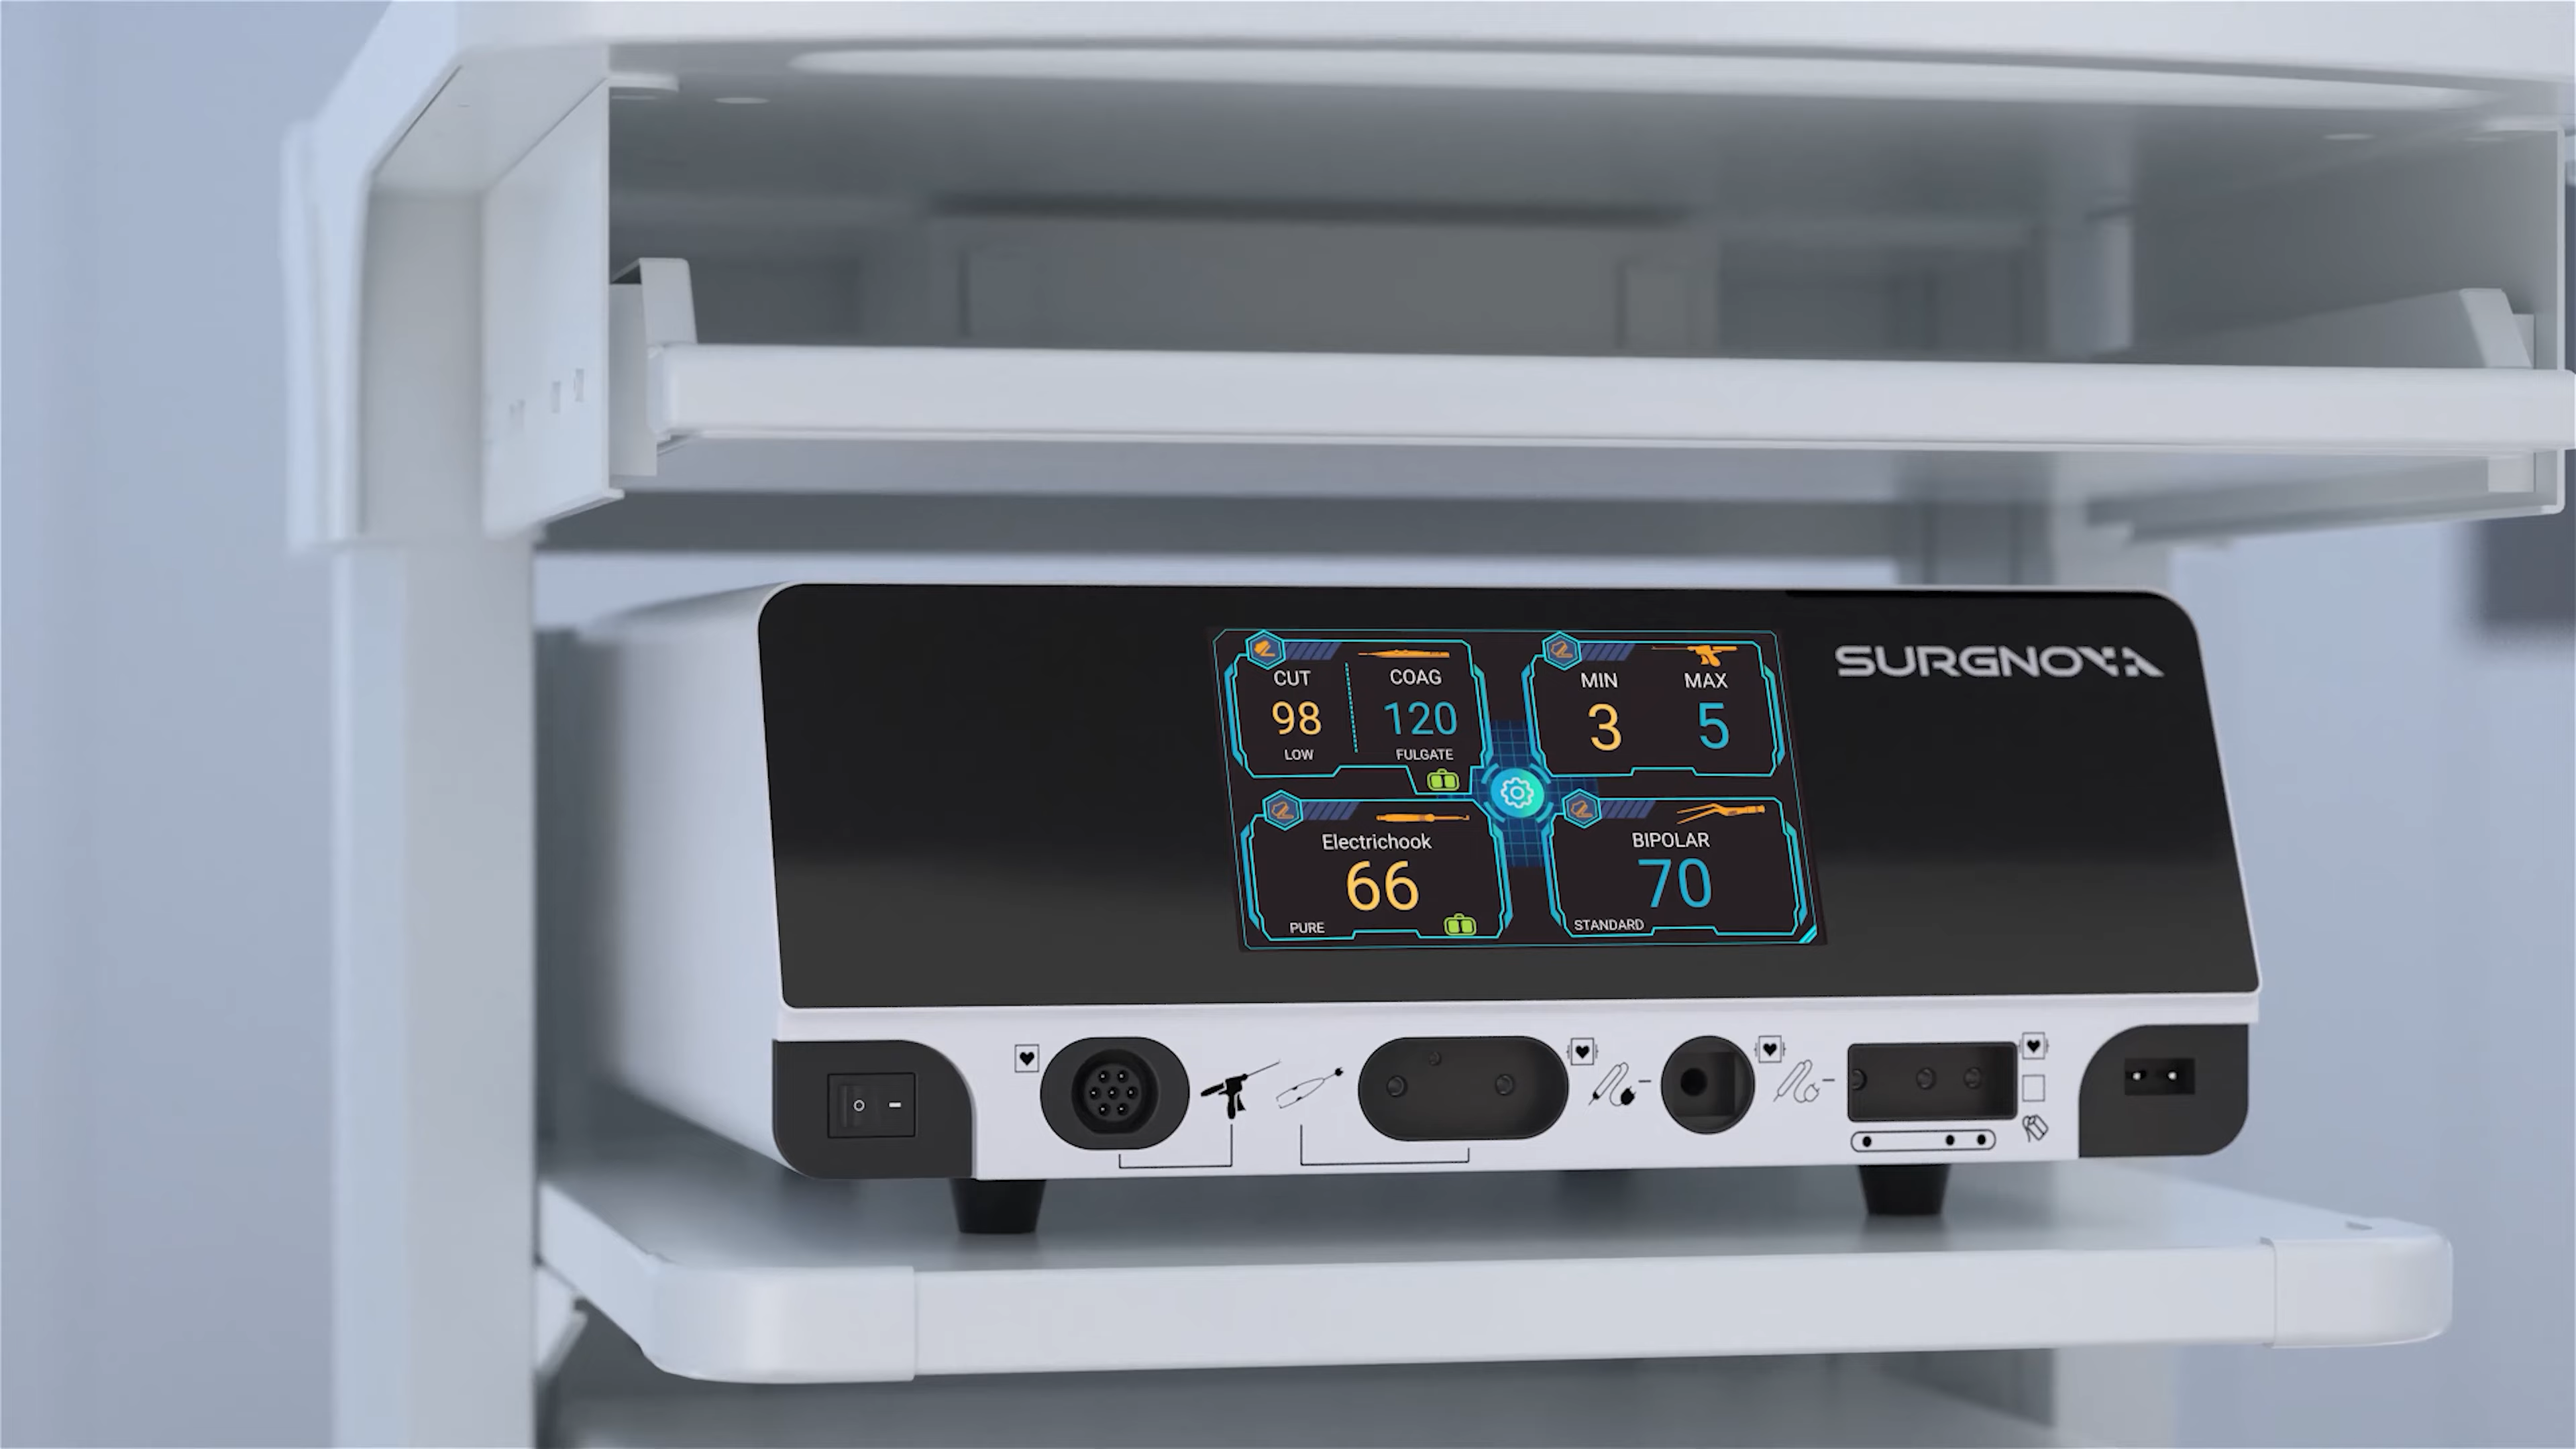 SURGNOVA
CUT
COAG
98
120
LOW
FULGATE
MIN
MAX
3
5
Electrichook
66
PURE
BIPOLAR
70
STANDARD